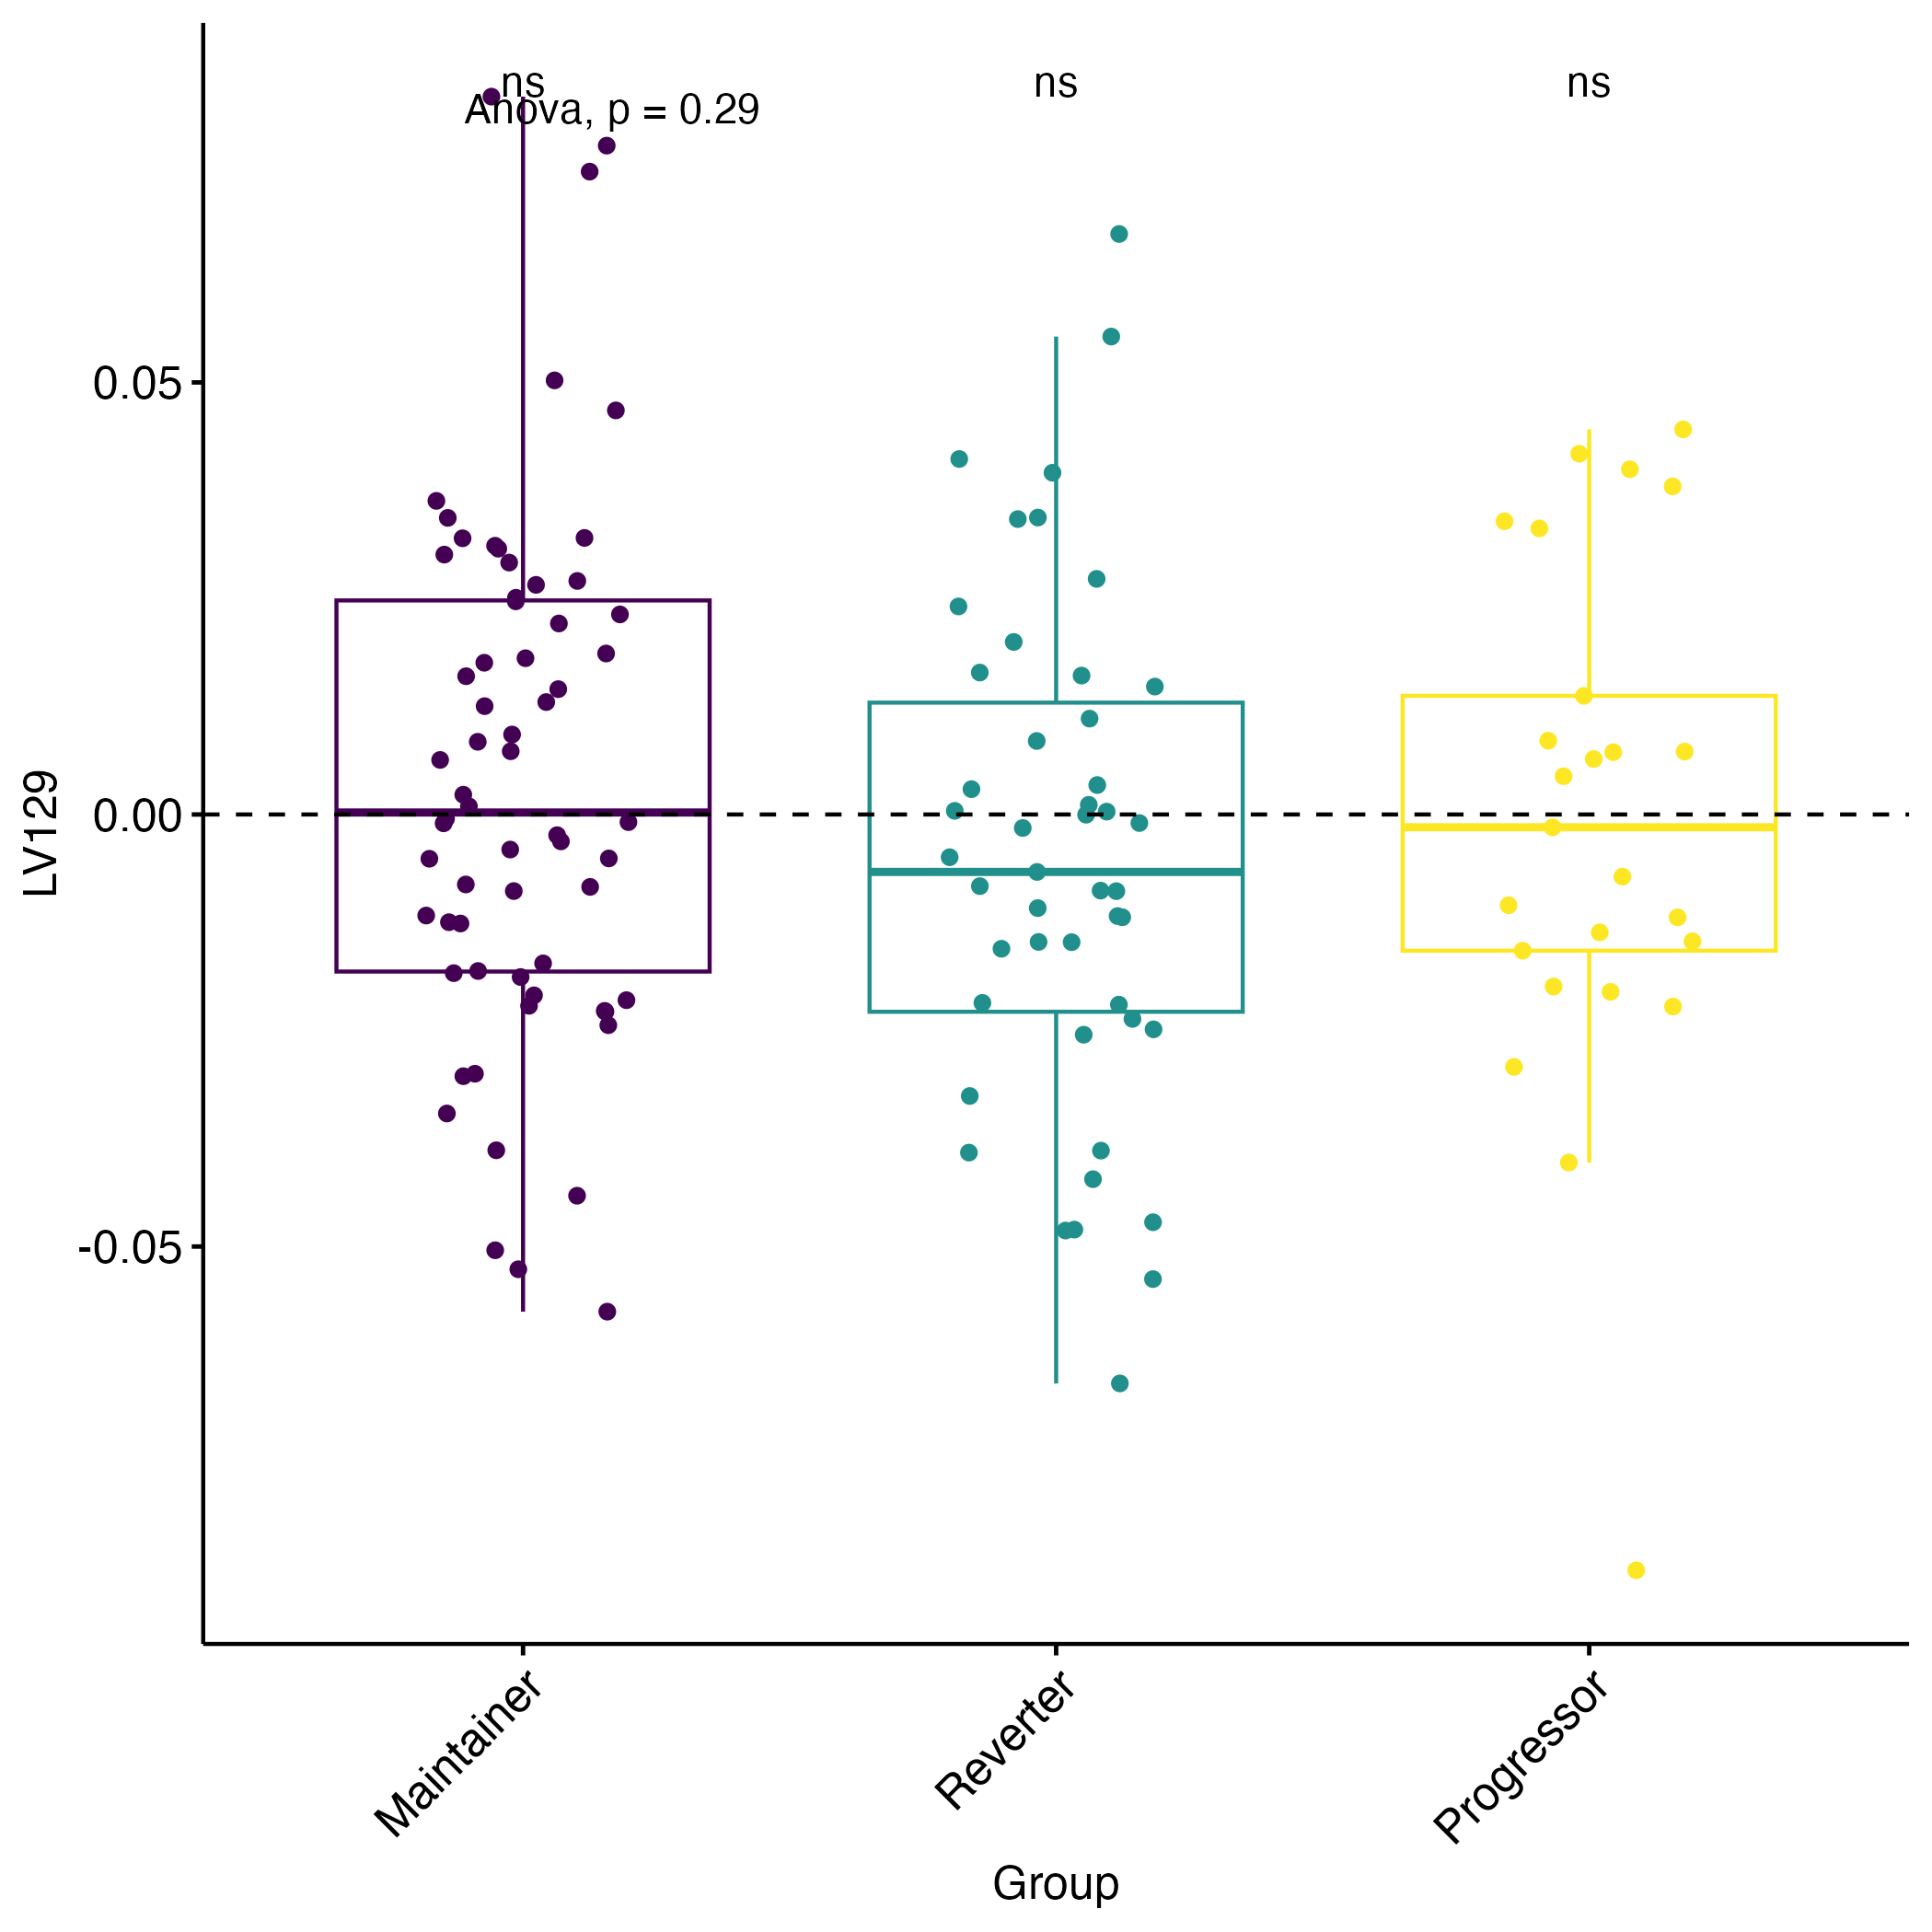 ns ns ns
Anova, p = 0.29
0.05
0.00
-0.05
LV129
Maintainer Reverter Progressor
Group